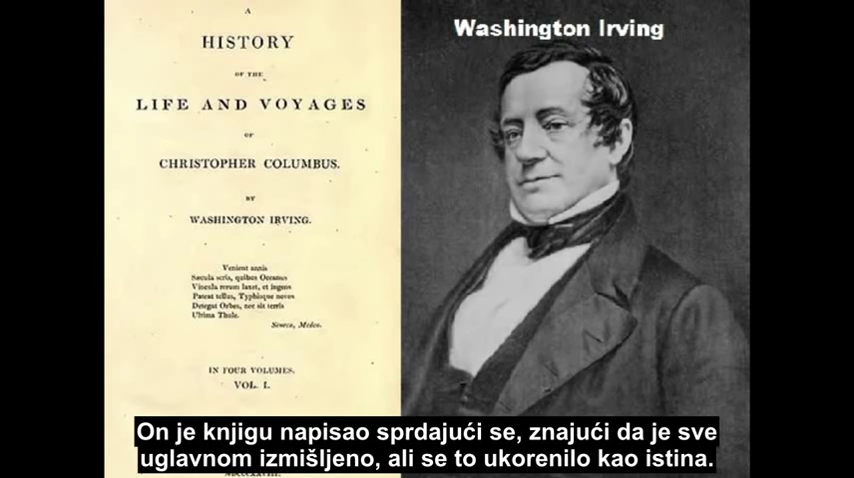 A
HISTORY
OF THE
LIFE AND VOYAGES
OF
CHRISTOPHER COLUMBUS.
BY
WASHINGTON IRVING.
Venient annis
Sæcula seris, quibus Oceanus
Vincula rerum laxet, et ingens
Pateat tellus, Typhisque novos
Detegat Orbes, nec sit terris
Ultima Thule.
Seneca, Medea.
IN FOUR VOLUMES.
VOL. I.
Washington Irving
On je knjigu napisao sprdajući se, znajući da je sve
uglavnom izmišljeno, ali se to ukorenilo kao istina.